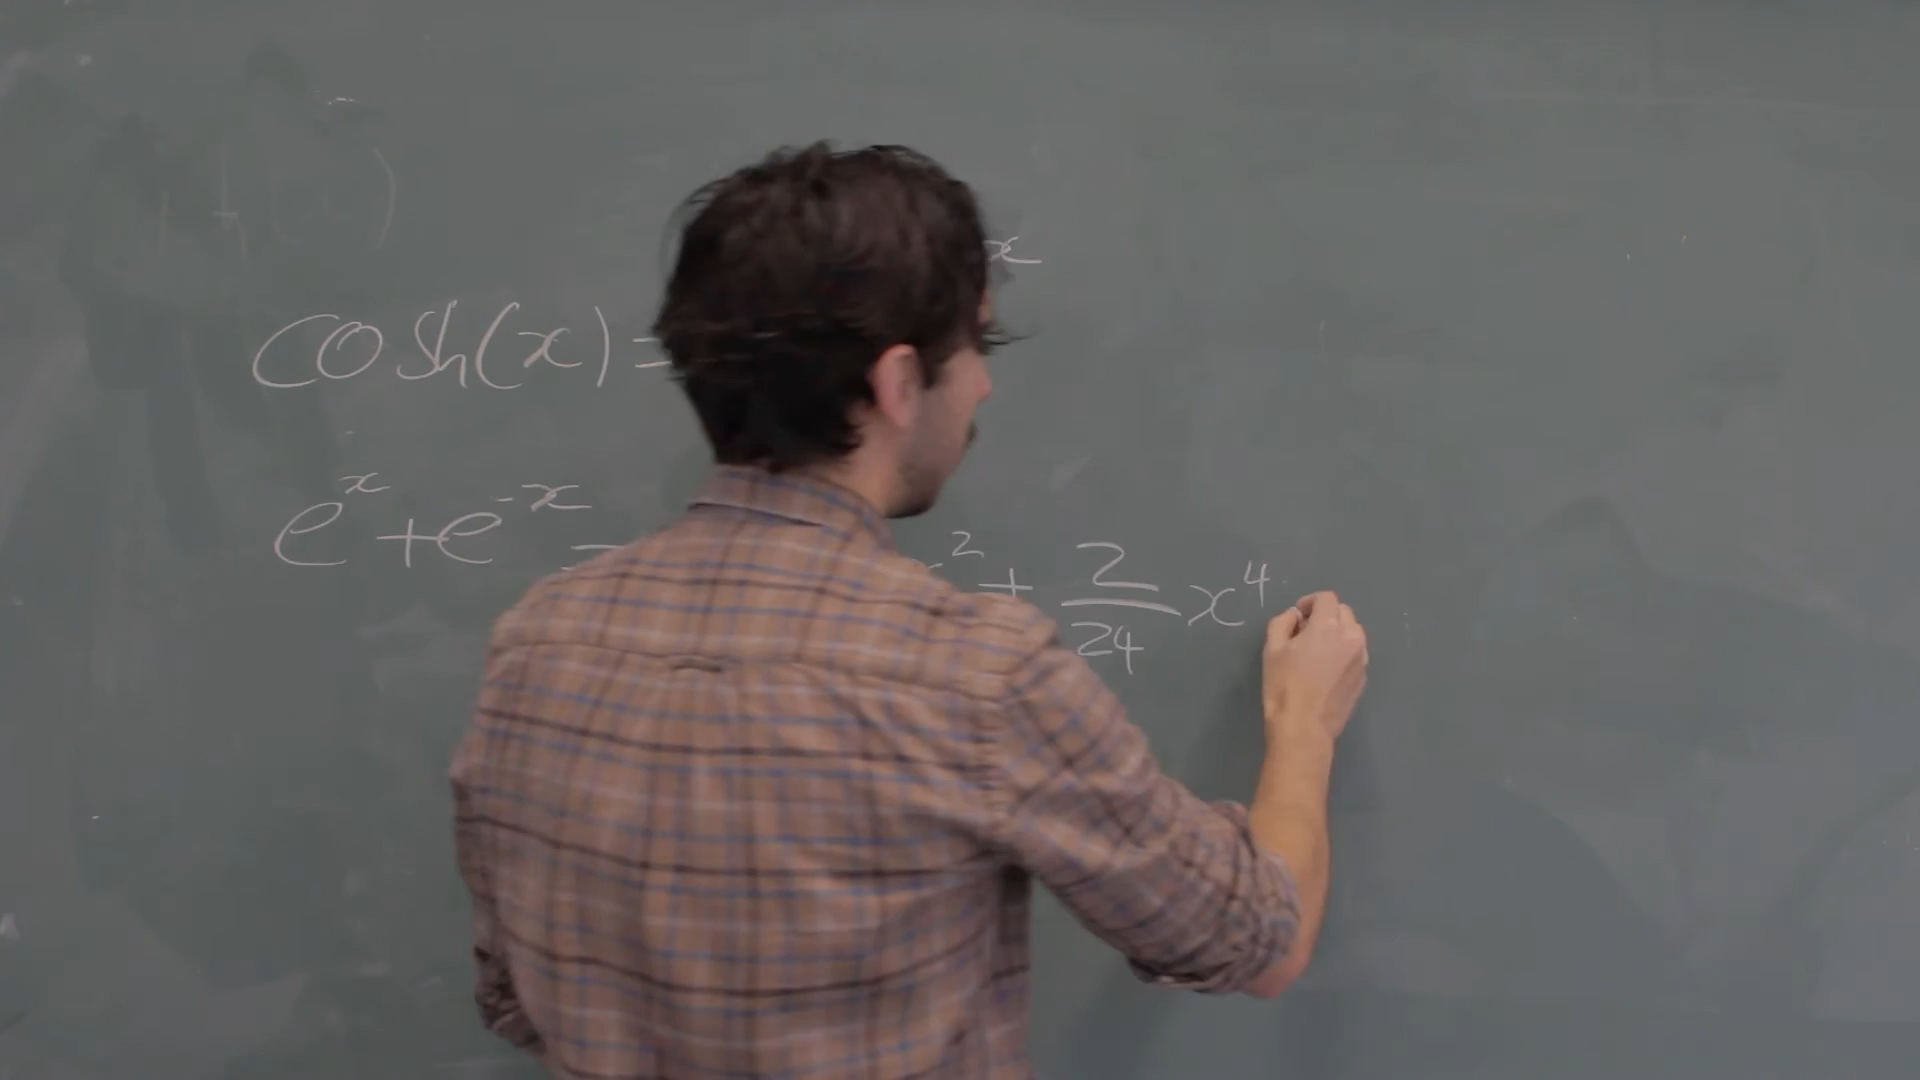 x
cosh(x) =
e^x + e^-x = ^2 + 2/24 x^4